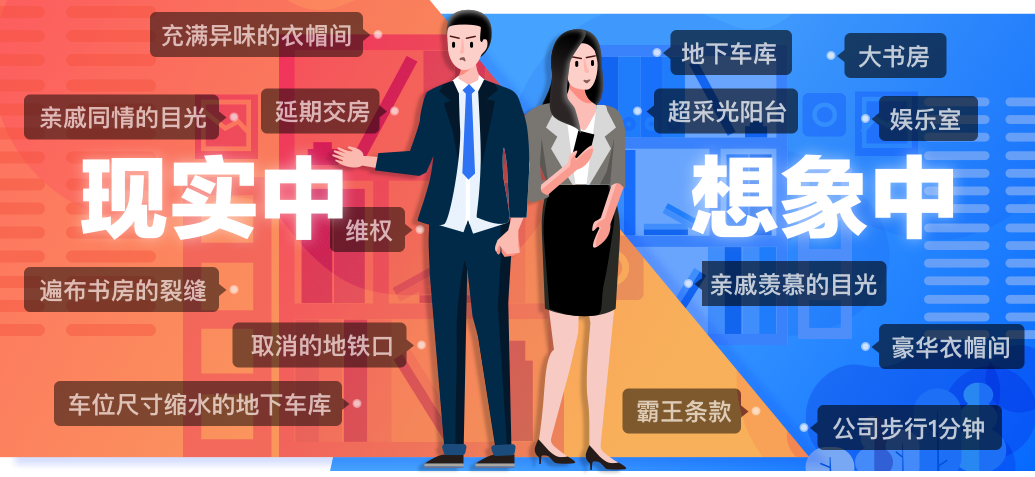 充满异味的衣帽间
亲戚同情的目光
延期交房
现实中
维权
遍布书房的裂缝
取消的地铁口
车位尺寸缩水的地下车库
地下车库
大书房
超采光阳台
娱乐室
想象中
亲戚羡慕的目光
豪华衣帽间
霸王条款
公司步行1分钟